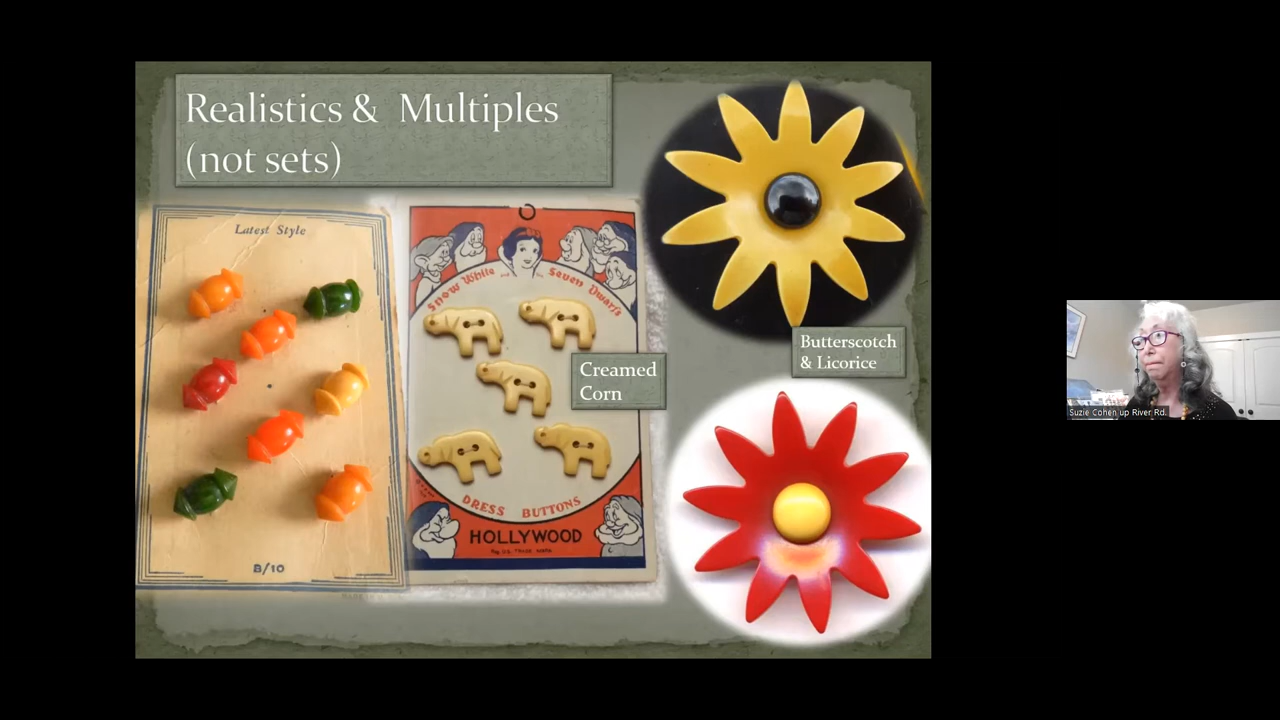 Realistics & Multiples
(not sets)
Latest Style
B/10
Snow White and Seven Dwarfs
Creamed
Corn
DRESS BUTTONS
HOLLYWOOD
Butterscotch
& Licorice
Suzie Cohen up River Rd.